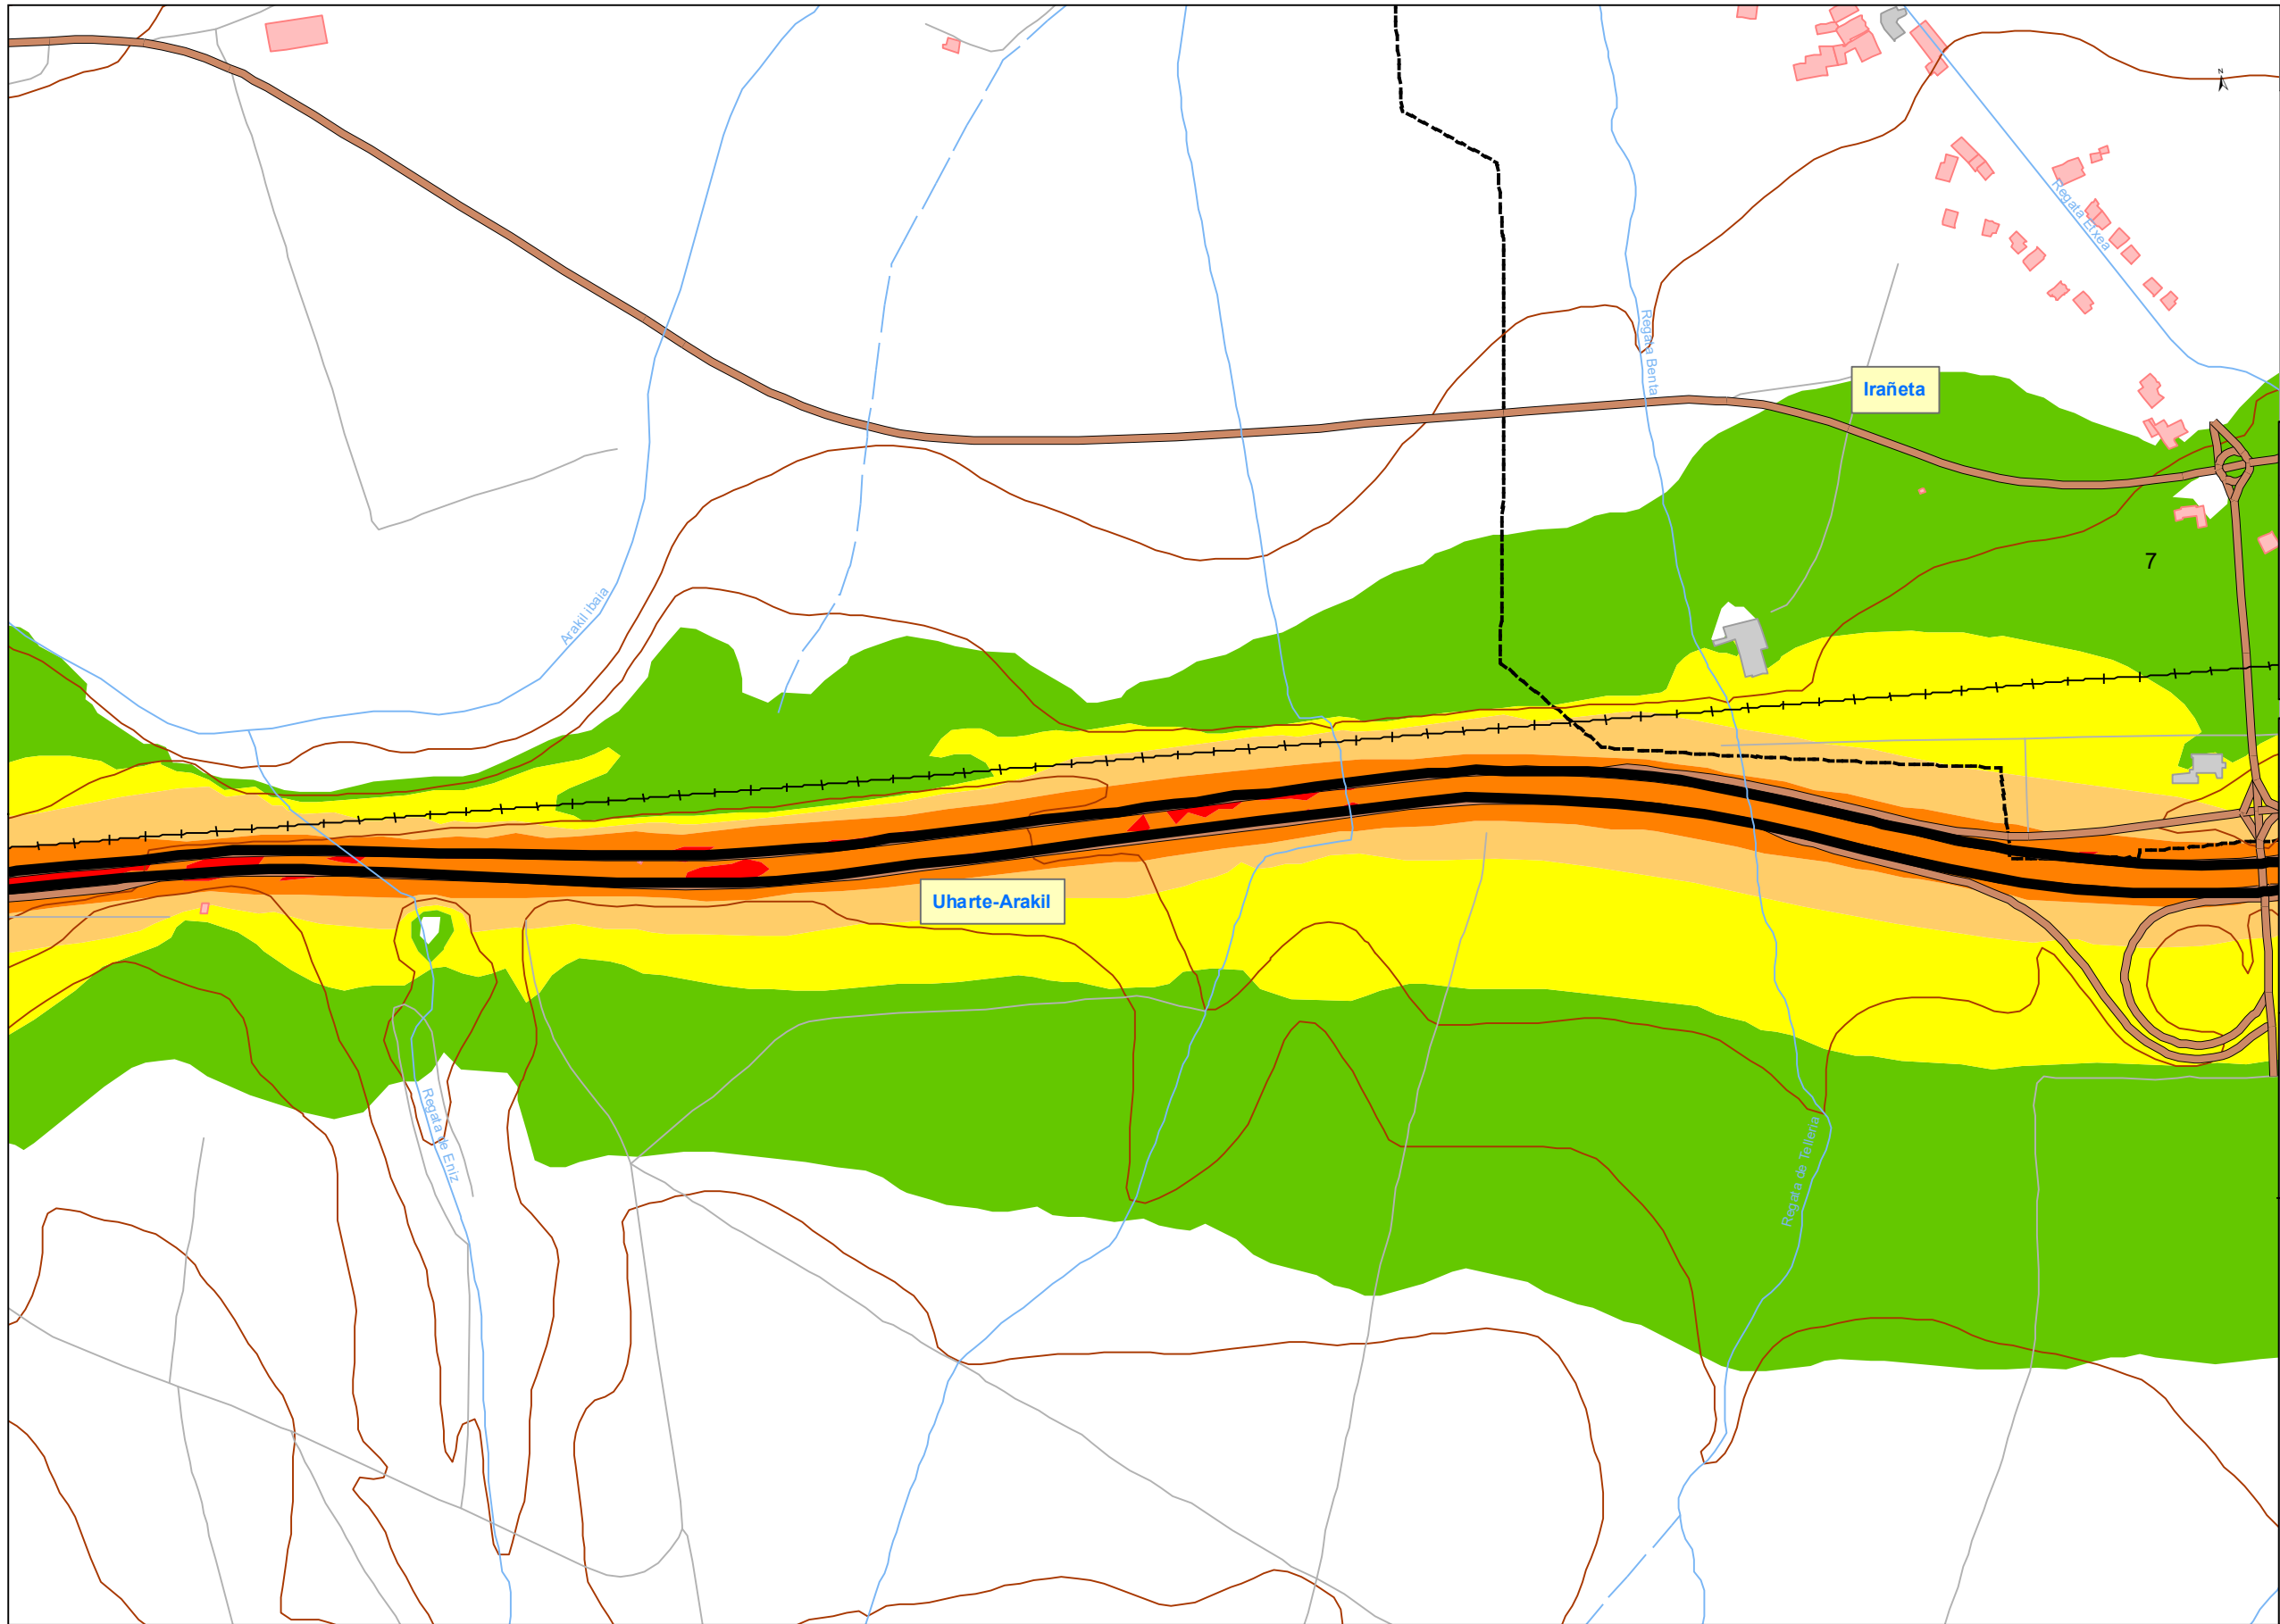 N
Regata Etxea
Regata Benta
Irañeta
7
Arakil ibaia
Uharte-Arakil
Regata de Eniz
Regata de Telleria